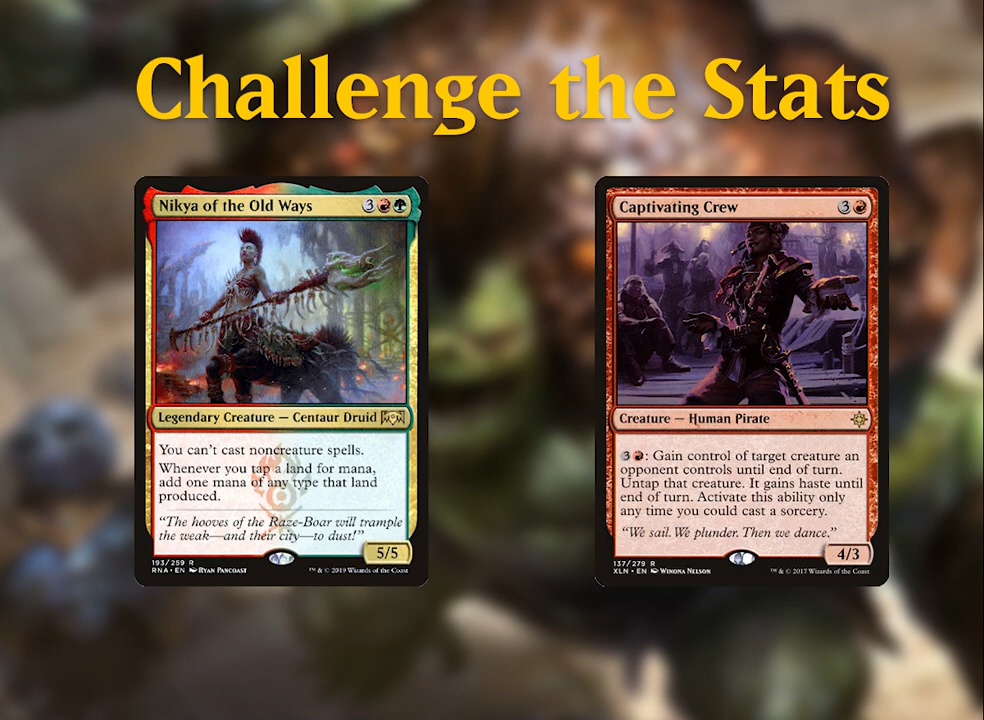 Challenge the Stats
Nikya of the Old Ways 3
Legendary Creature — Centaur Druid
You can't cast noncreature spells.
Whenever you tap a land for mana,
add one mana of any type that land
produced.
“The hooves of the Raze-Boar will trample
the weak—and their city—to dust!”
5/5
193/259 R
RNA • EN RYAN PANCOAST
™ & © 2019 Wizards of the Coast
Captivating Crew 3
Creature — Human Pirate
3 : Gain control of target creature an
opponent controls until end of turn.
Untap that creature. It gains haste until
end of turn. Activate this ability only
any time you could cast a sorcery.
“We sail. We plunder. Then we dance.”
4/3
137/279 R
XLN • EN WINONA NELSON
™ & © 2017 Wizards of the Coast